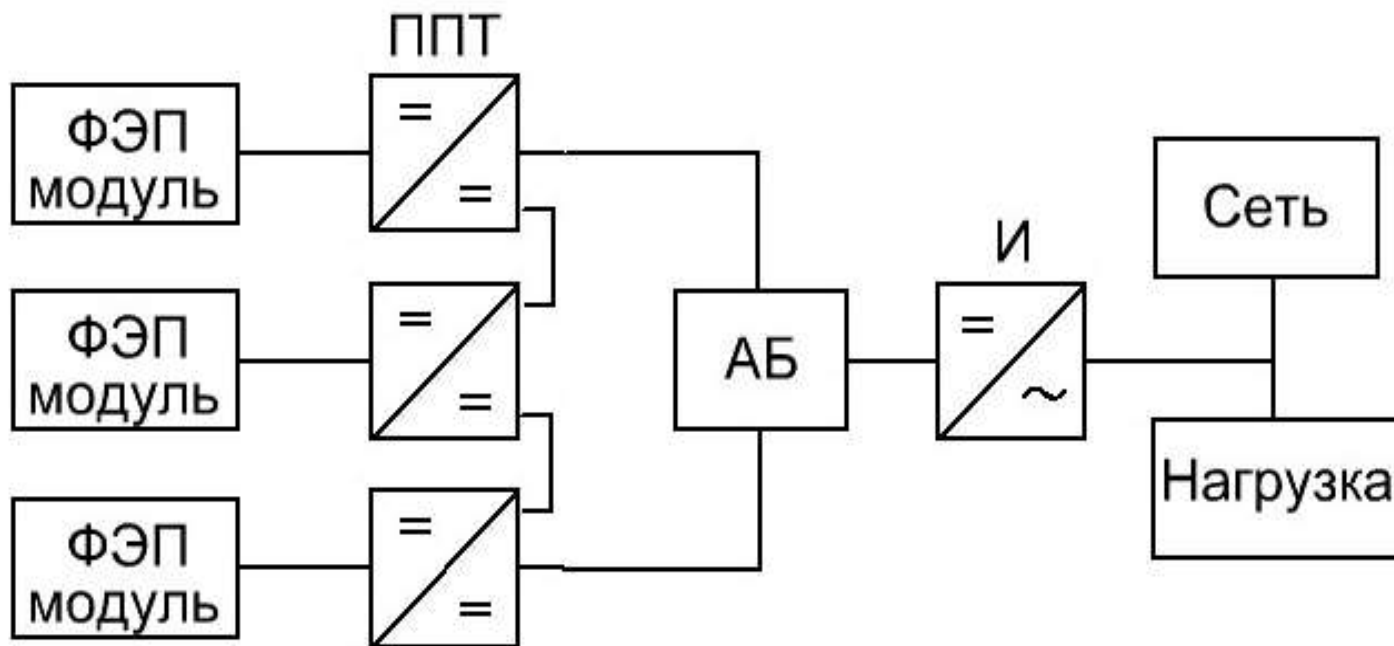 ППТ
ФЭП
модуль
=
=
Сеть
И
ФЭП
модуль
=
=
АБ
=
~
Нагрузка
ФЭП
модуль
=
=